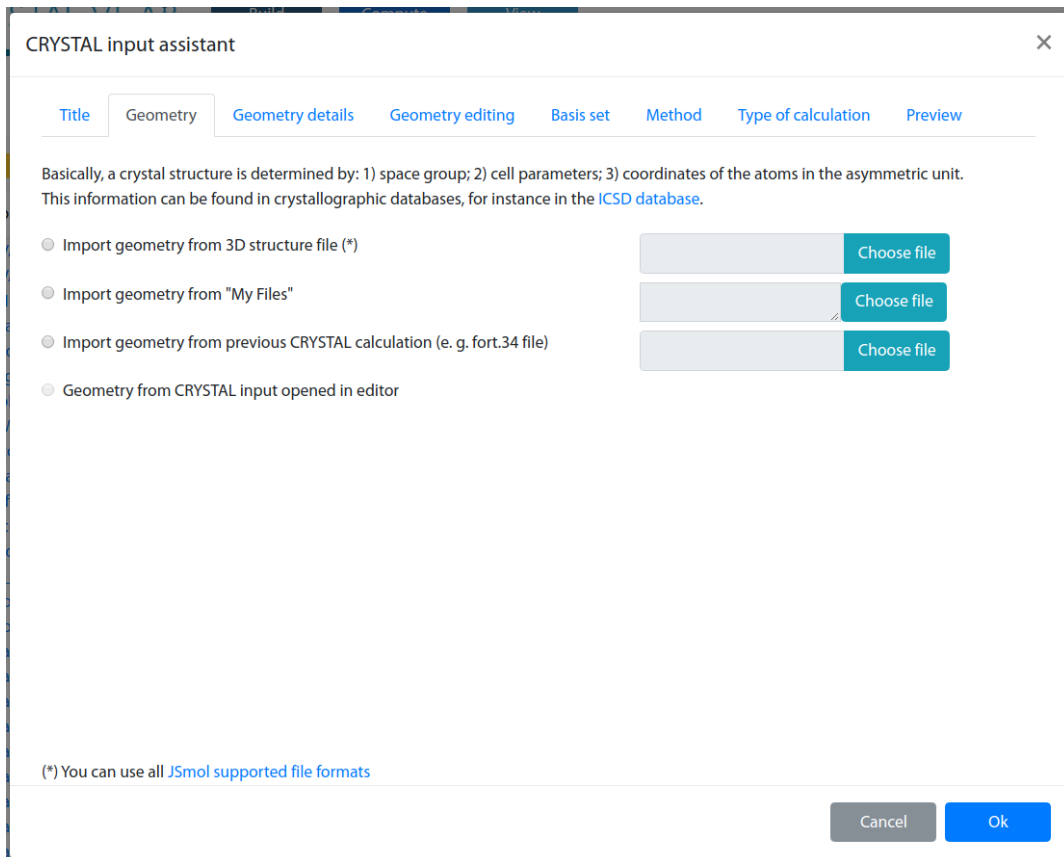 Build Compute View
CRYSTAL input assistant ×
Title Geometry Geometry details Geometry editing Basis set Method Type of calculation Preview
Basically, a crystal structure is determined by: 1) space group; 2) cell parameters; 3) coordinates of the atoms in the asymmetric unit.
This information can be found in crystallographic databases, for instance in the ICSD database.
Import geometry from 3D structure file (*) Choose file
Import geometry from "My Files" Choose file
Import geometry from previous CRYSTAL calculation (e. g. fort.34 file) Choose file
Geometry from CRYSTAL input opened in editor
(*) You can use all JSmol supported file formats
Cancel Ok